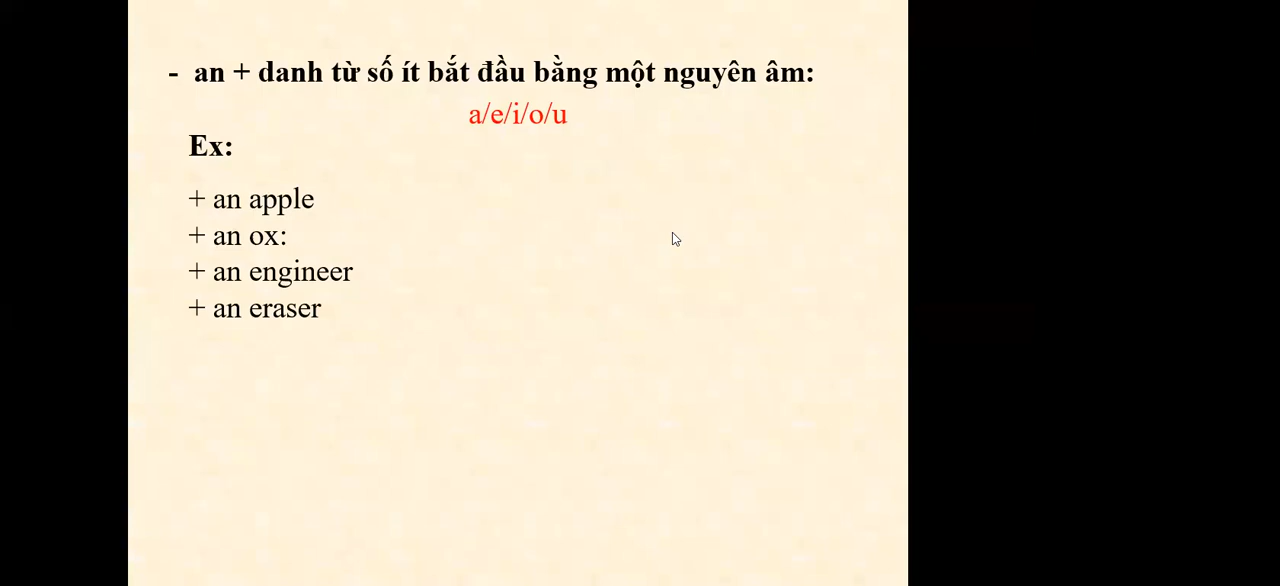 - an + danh từ số ít bắt đầu bằng một nguyên âm:
a/e/i/o/u
Ex:
+ an apple
+ an ox:
+ an engineer
+ an eraser